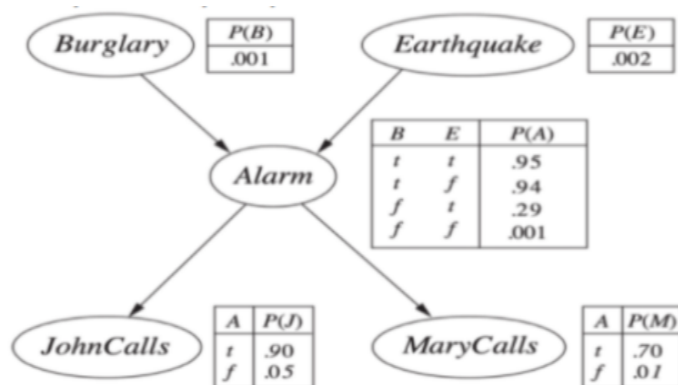 Burglary
P(B)
.001
Earthquake
P(E)
.002
Alarm
B E P(A)
t t .95
t f .94
f t .29
f f .001
JohnCalls
A P(J)
t .90
f .05
MaryCalls
A P(M)
t .70
f .01